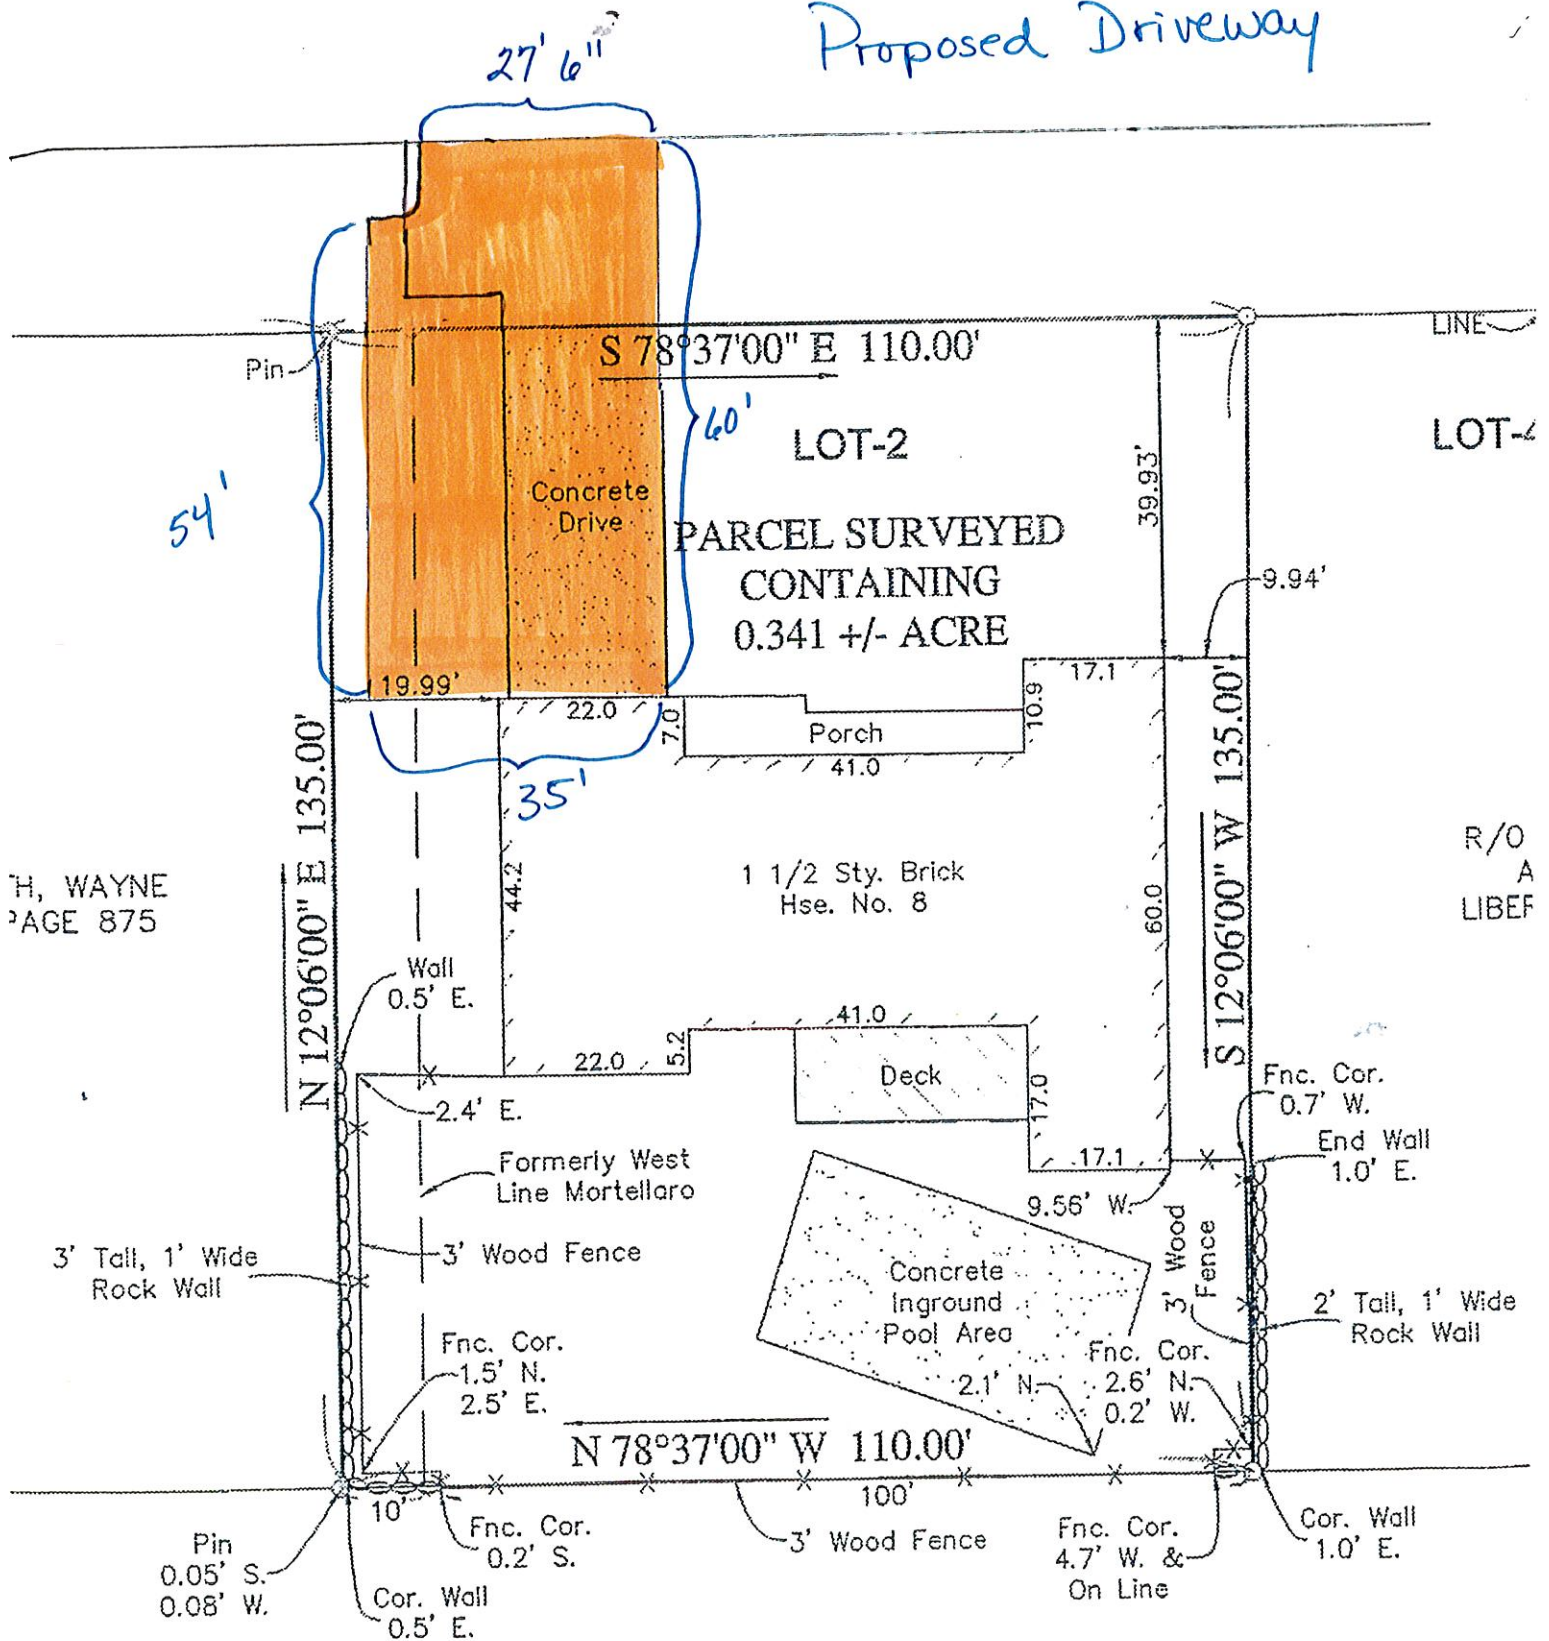 Proposed Driveway
27' 6"
Pin
S 78°37'00" E 110.00'
LINE
LOT-2
60'
54'
39.93'
Concrete
Drive
PARCEL SURVEYED
CONTAINING
0.341 +/- ACRE
9.94'
19.99'
22.0
7.0
Porch
41.0
10.9
17.1
35'
N 12°06'00" E 135.00'
S 12°06'00" W 135.00'
44.2
1 1/2 Sty. Brick
Hse. No. 8
60.0
H, WAYNE
PAGE 875
R/O
A
LIBER
Wall
0.5' E.
41.0
22.0
5.2
Deck
17.0
2.4' E.
17.1
9.56' W.
Fnc. Cor.
0.7' W.
End Wall
1.0' E.
Formerly West
Line Mortellaro
3' Wood Fence
3' Tall, 1' Wide
Rock Wall
Concrete
Inground
Pool Area
3' Wood
Fence
2' Tall, 1' Wide
Rock Wall
Fnc. Cor.
1.5' N.
2.5' E.
2.1' N.
Fnc. Cor.
2.6' N.
0.2' W.
N 78°37'00" W 110.00'
10'
100'
Pin
0.05' S.
0.08' W.
Cor. Wall
0.5' E.
Fnc. Cor.
0.2' S.
3' Wood Fence
Fnc. Cor.
4.7' W. &
On Line
Cor. Wall
1.0' E.